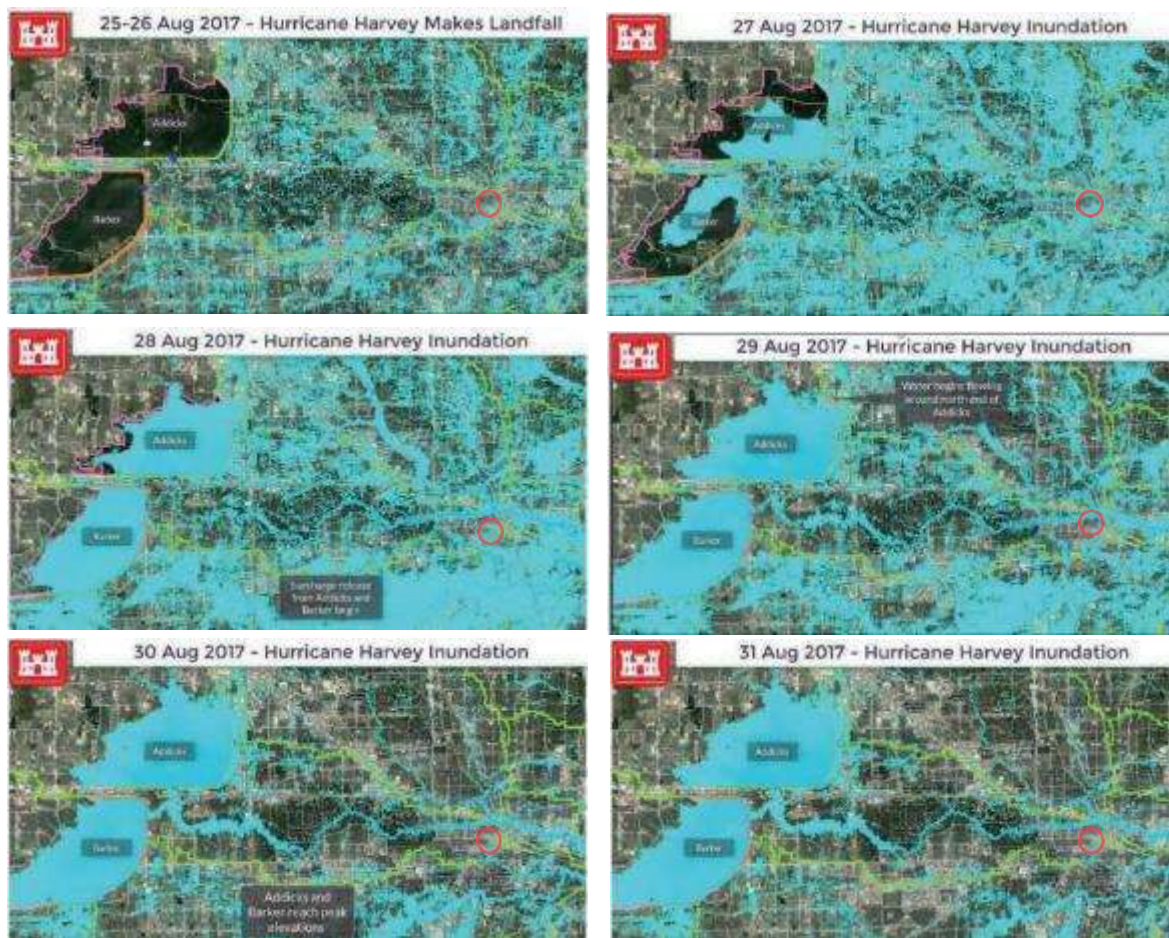 25-26 Aug 2017 - Hurricane Harvey Makes Landfall
Addicks
Barker
27 Aug 2017 - Hurricane Harvey Inundation
28 Aug 2017 - Hurricane Harvey Inundation
Addicks
Barker
Surcharge release
from Addicks and
Barker begin
29 Aug 2017 - Hurricane Harvey Inundation
Water begins flowing
around north end of
Addicks
Addicks
Barker
30 Aug 2017 - Hurricane Harvey Inundation
Addicks
Barker
Addicks and
Barker reach peak
elevations
31 Aug 2017 - Hurricane Harvey Inundation
Addicks
Barker